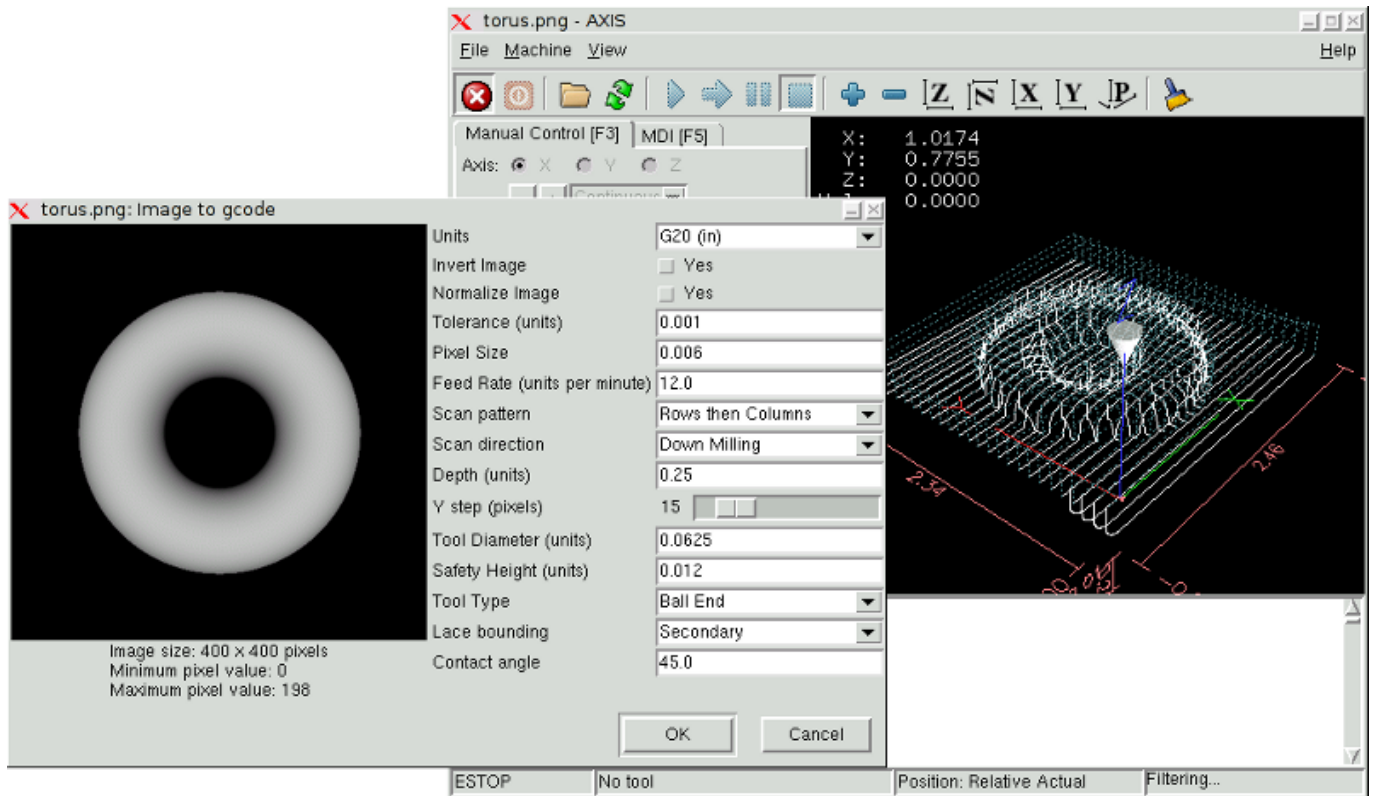 torus.png - AXIS
File Machine View Help
Z N X Y P
Manual Control [F3] MDI [F5]
Axis: X Y Z
Continuous
X: 1.0174
Y: 0.7755
Z: 0.0000
0.0000
torus.png: Image to gcode
Units G20 (in)
Invert Image Yes
Normalize Image Yes
Tolerance (units) 0.001
Pixel Size 0.006
Feed Rate (units per minute) 12.0
Scan pattern Rows then Columns
Scan direction Down Milling
Depth (units) 0.25
Y step (pixels) 15
Tool Diameter (units) 0.0625
Safety Height (units) 0.012
Tool Type Ball End
Lace bounding Secondary
Contact angle 45.0
Image size: 400 x 400 pixels
Minimum pixel value: 0
Maximum pixel value: 198
OK Cancel
Y X
2.34 2.46
ESTOP No tool Position: Relative Actual Filtering...